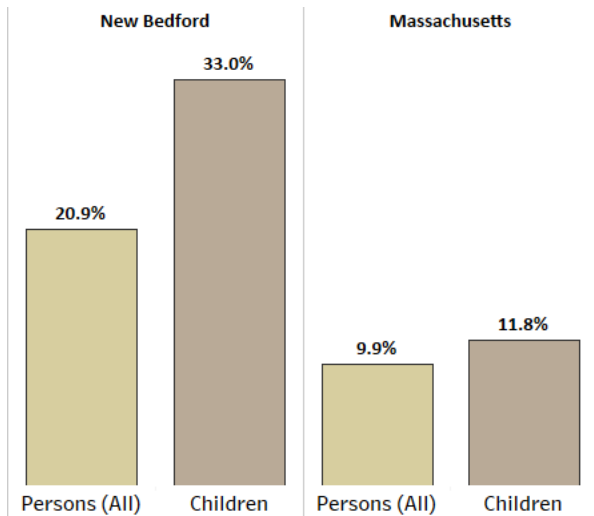 New Bedford
Massachusetts
33.0%
20.9%
11.8%
9.9%
Persons (All)
Children
Persons (All)
Children